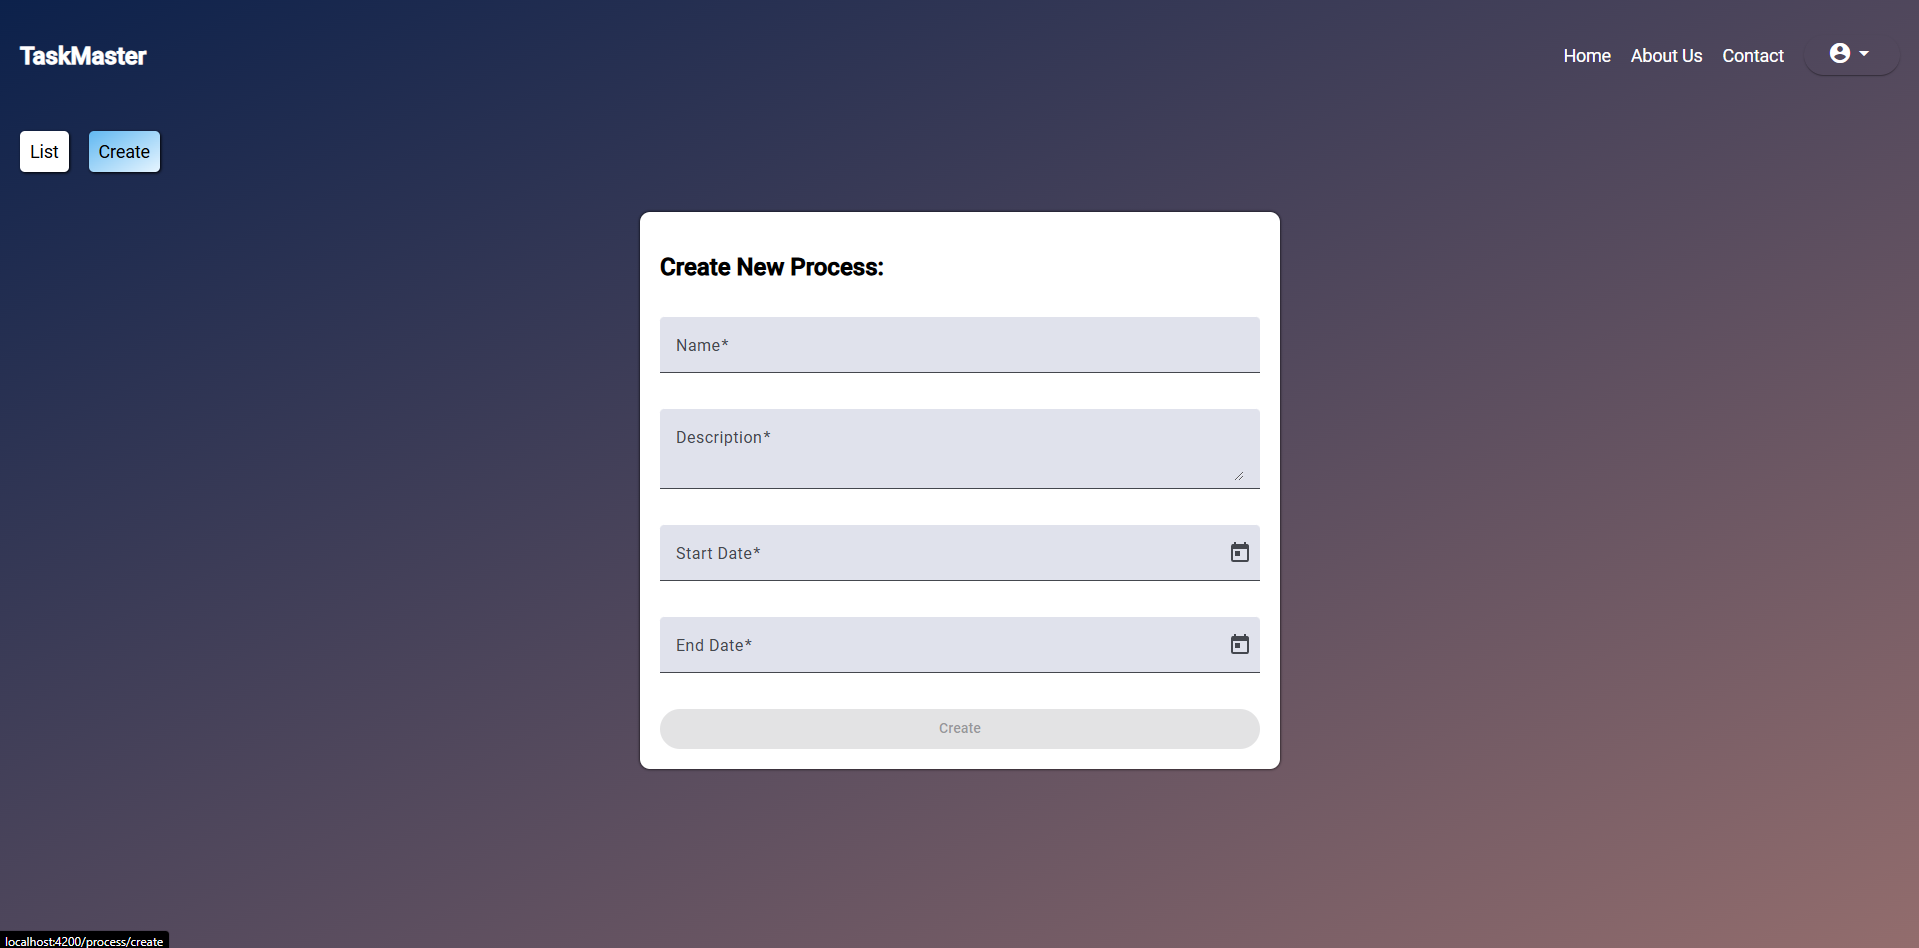 TaskMaster
Home About Us Contact
List Create
Create New Process:
Name*
Description*
Start Date*
End Date*
Create
localhost:4200/process/create